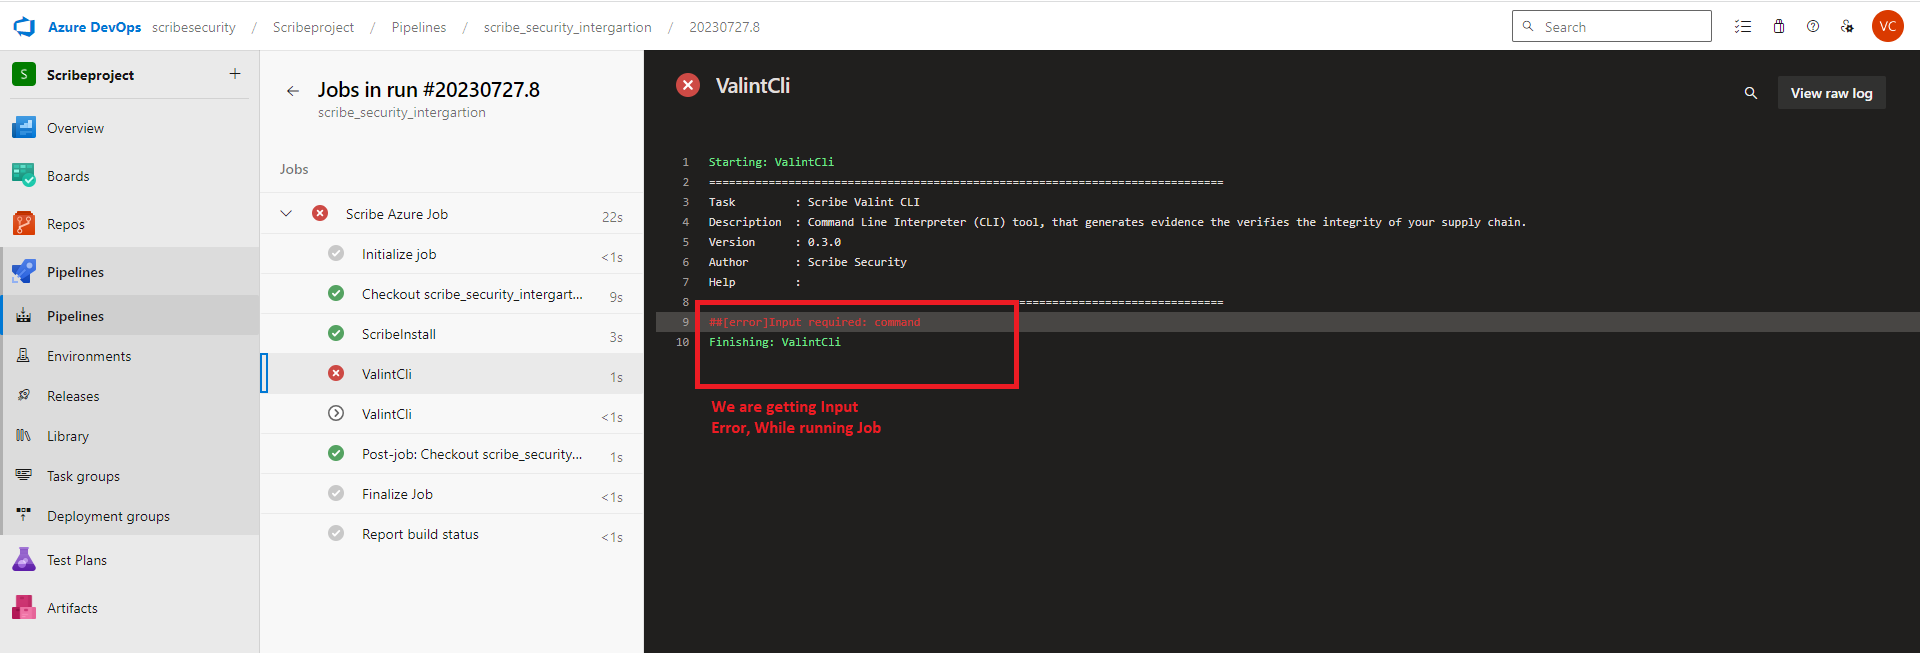 Azure DevOps scribesecurity / Scribeproject / Pipelines / scribe_security_intergartion / 20230727.8
Search
VC
S Scribeproject +
Overview
Boards
Repos
Pipelines
Pipelines
Environments
Releases
Library
Task groups
Deployment groups
Test Plans
Artifacts
Jobs in run #20230727.8
scribe_security_intergartion
Jobs
Scribe Azure Job 22s
Initialize job <1s
Checkout scribe_security_intergart... 9s
ScribeInstall 3s
ValintCli 1s
ValintCli <1s
Post-job: Checkout scribe_security... 1s
Finalize Job <1s
Report build status <1s
ValintCli
View raw log
1 Starting: ValintCli
2 ==============================================================================
3 Task : Scribe Valint CLI
4 Description : Command Line Interpreter (CLI) tool, that generates evidence the verifies the integrity of your supply chain.
5 Version : 0.3.0
6 Author : Scribe Security
7 Help :
8 ===============================
9 ##[error]Input required: command
10 Finishing: ValintCli
We are getting Input
Error, While running Job